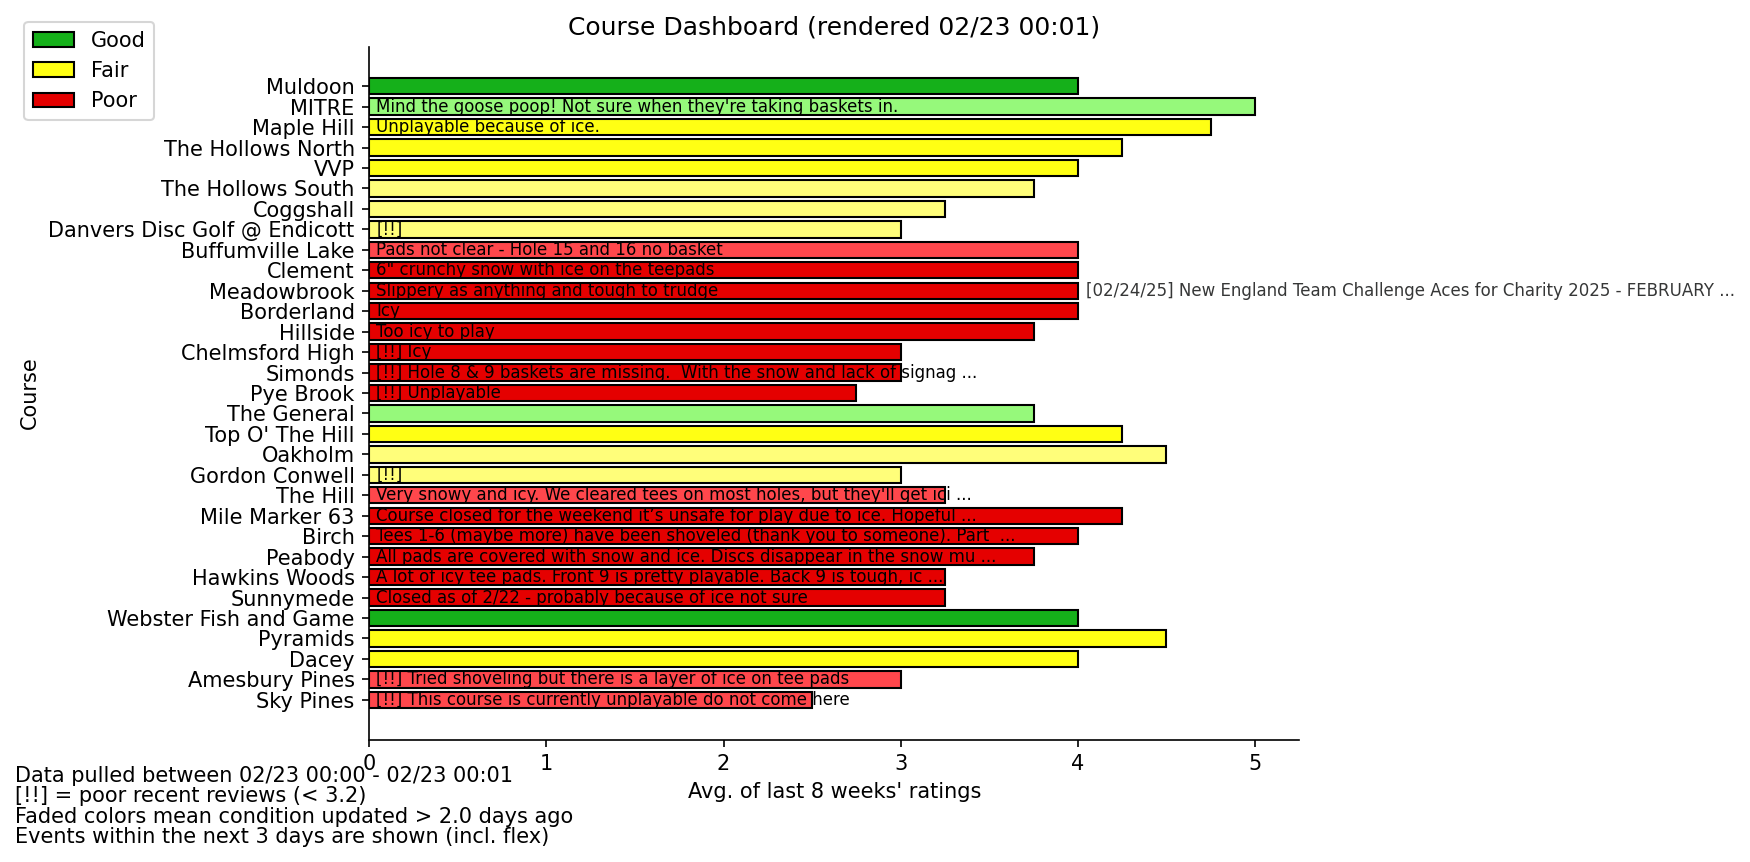 Course Dashboard (rendered 02/23 00:01)
Good
Fair
Poor
Course
Muldoon
MITRE Mind the goose poop! Not sure when they're taking baskets in.
Maple Hill Unplayable because of ice.
The Hollows North
VVP
The Hollows South
Coggshall
Danvers Disc Golf @ Endicott [!!]
Buffumville Lake Pads not clear - Hole 15 and 16 no basket
Clement 6" crunchy snow with ice on the teepads
Meadowbrook Slippery as anything and tough to trudge [02/24/25] New England Team Challenge Aces for Charity 2025 - FEBRUARY ...
Borderland Icy
Hillside Too icy to play
Chelmsford High [!!] Icy
Simonds [!!] Hole 8 & 9 baskets are missing.  With the snow and lack of signag ...
Pye Brook [!!] Unplayable
The General
Top O' The Hill
Oakholm
Gordon Conwell [!!]
The Hill Very snowy and icy. We cleared tees on most holes, but they'll get ici ...
Mile Marker 63 Course closed for the weekend it’s unsafe for play due to ice. Hopeful ...
Birch Tees 1-6 (maybe more) have been shoveled (thank you to someone). Part  ...
Peabody All pads are covered with snow and ice. Discs disappear in the snow mu ...
Hawkins Woods A lot of icy tee pads. Front 9 is pretty playable. Back 9 is tough, ic ...
Sunnymede Closed as of 2/22 - probably because of ice not sure
Webster Fish and Game
Pyramids
Dacey
Amesbury Pines [!!] Tried shoveling but there is a layer of ice on tee pads
Sky Pines [!!] This course is currently unplayable do not come here
0 1 2 3 4 5
Avg. of last 8 weeks' ratings
Data pulled between 02/23 00:00 - 02/23 00:01
[!!] = poor recent reviews (< 3.2)
Faded colors mean condition updated > 2.0 days ago
Events within the next 3 days are shown (incl. flex)